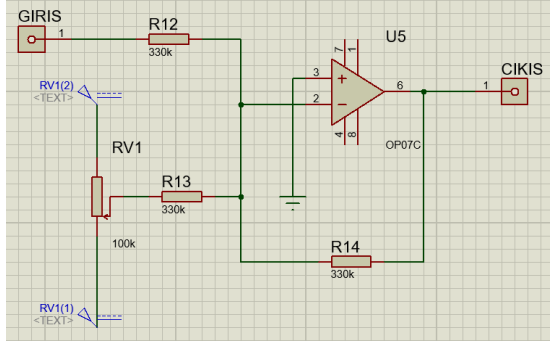 GIRIS
1
R12
330k
U5
7
1
3
2
6
4
8
OP07C
CIKIS
1
RV1(2)
<TEXT>
RV1
100k
R13
330k
R14
330k
RV1(1)
<TEXT>